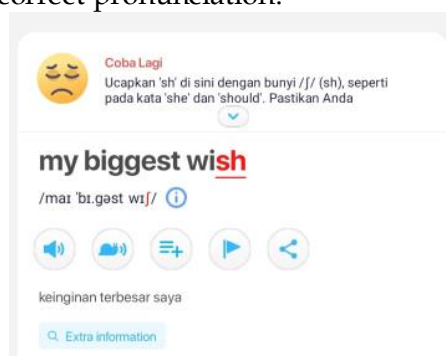 correct pronunciation.
Coba Lagi
Ucapkan 'sh' di sini dengan bunyi /ʃ/ (sh), seperti
pada kata 'she' dan 'should'. Pastikan Anda
my biggest wish
/maɪ 'bɪ.gəst wɪʃ/
keinginan terbesar saya
Extra information